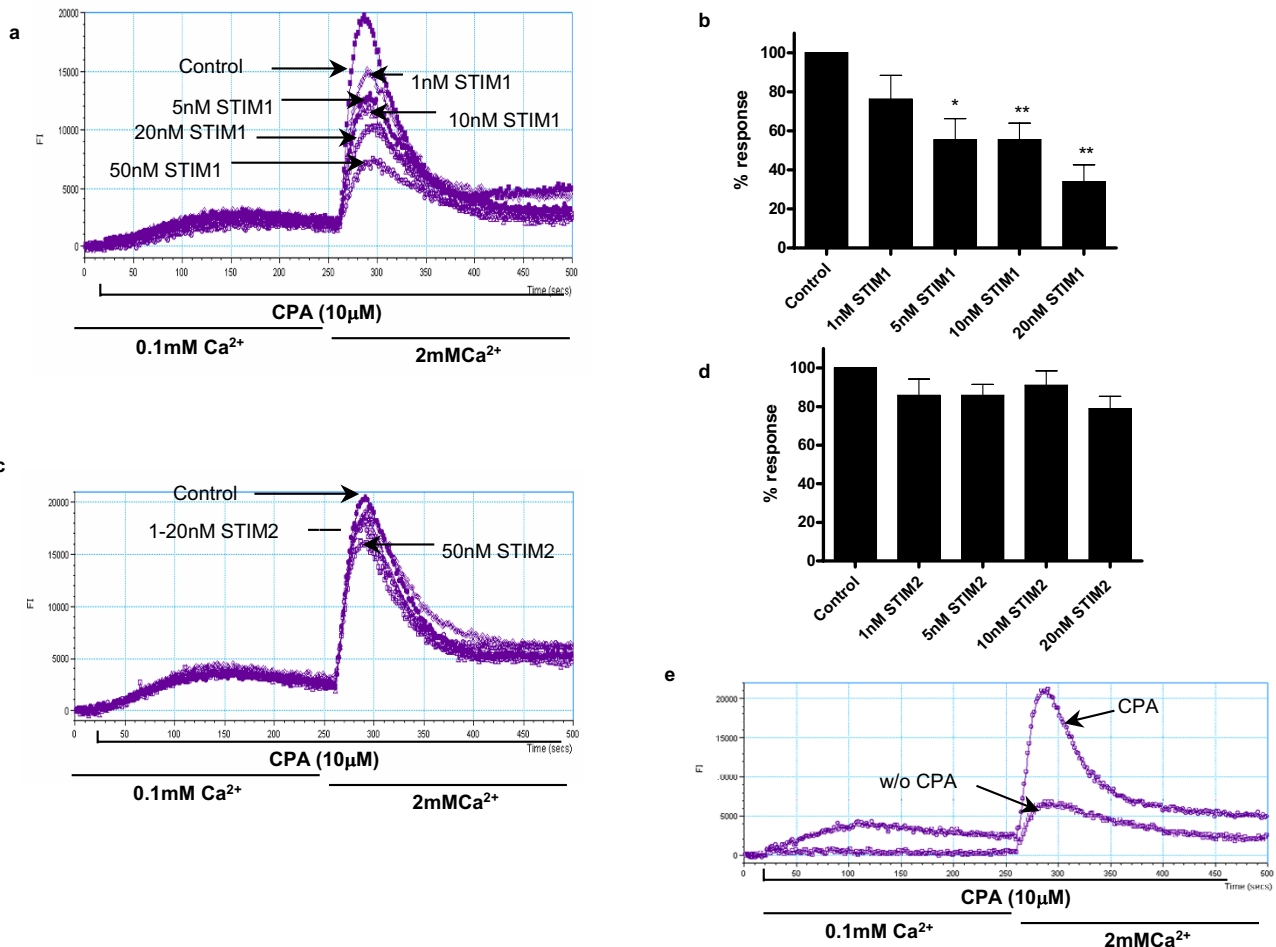 a
20000
15000
10000
5000
0
FI
Control
1nM STIM1
5nM STIM1
10nM STIM1
20nM STIM1
50nM STIM1
0 50 100 150 200 250 300 350 400 450 500
Time (secs)
CPA (10μM)
0.1mM Ca²⁺
2mMCa²⁺
b
% response
100
80
60
40
20
0
* ** **
Control 1nM STIM1 5nM STIM1 10nM STIM1 20nM STIM1
c
20000
15000
10000
5000
0
FI
Control
1-20nM STIM2
50nM STIM2
0 50 100 150 200 250 300 350 400 450 500
Time (secs)
CPA (10μM)
0.1mM Ca²⁺
2mMCa²⁺
d
% response
100
80
60
40
20
0
Control 1nM STIM2 5nM STIM2 10nM STIM2 20nM STIM2
e
20000
15000
.0000
5000
0
FI
CPA
w/o CPA
0 50 100 150 200 250 300 350 400 450 500
Time (secs)
CPA (10μM)
0.1mM Ca²⁺
2mMCa²⁺